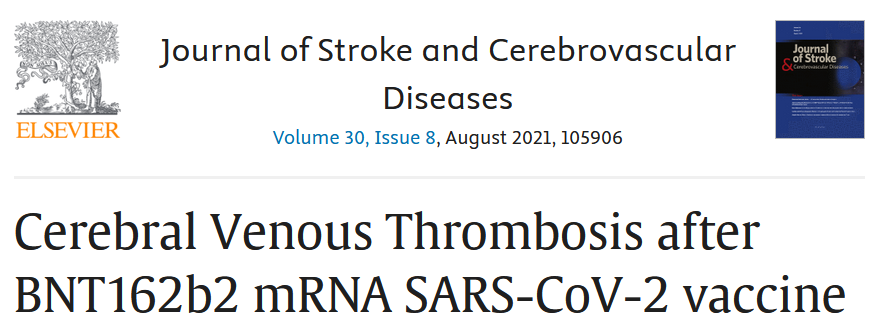 ELSEVIER
Journal of Stroke and Cerebrovascular
Diseases
Volume 30, Issue 8, August 2021, 105906
Journal
of Stroke
& Cerebrovascular Diseases
Cerebral Venous Thrombosis after
BNT162b2 mRNA SARS-CoV-2 vaccine